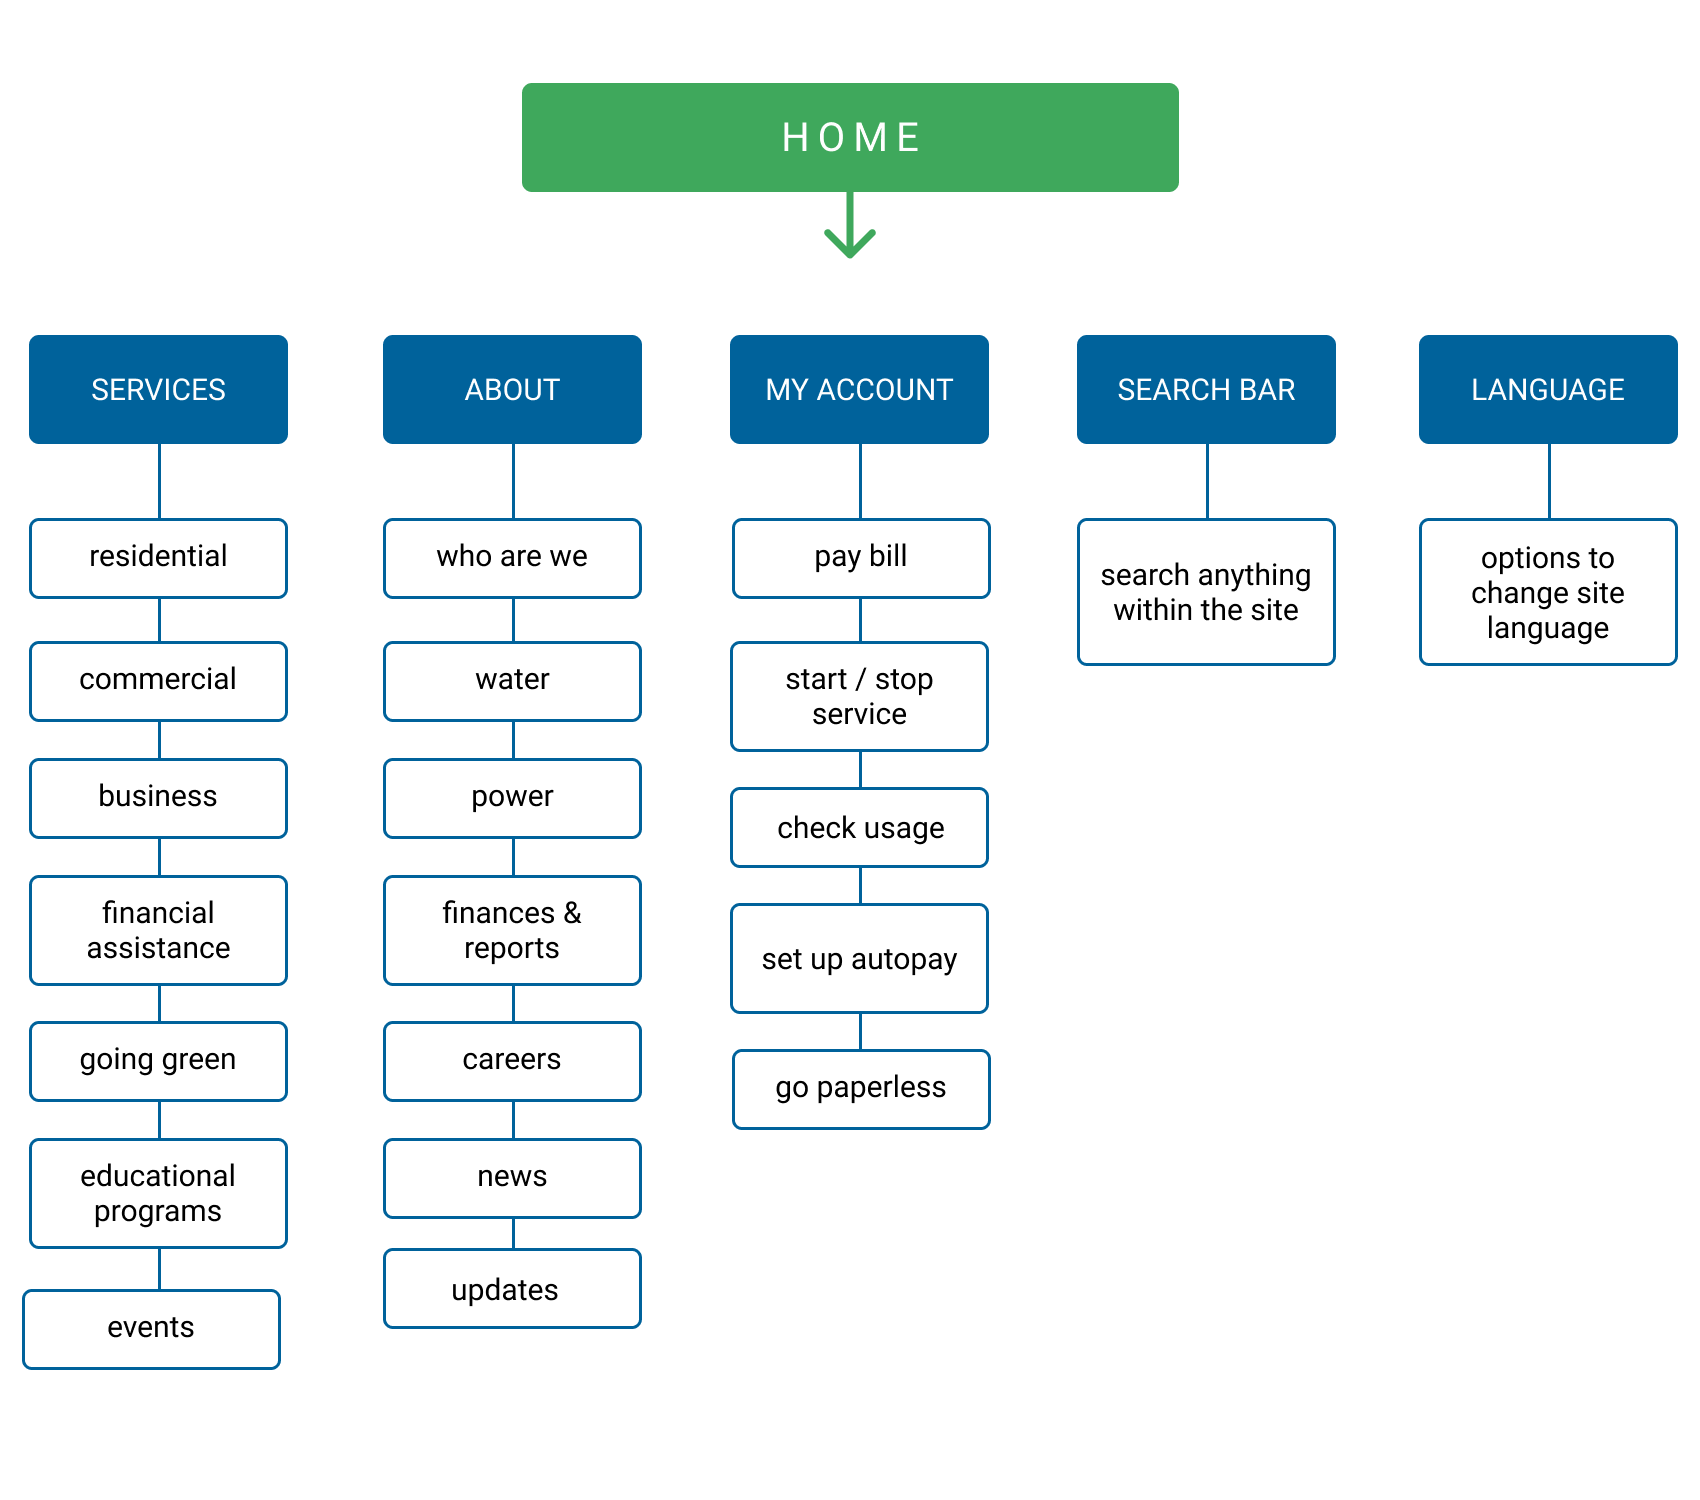 HOME
SERVICES
residential
commercial
business
financial
assistance
going green
educational
programs
events
ABOUT
who are we
water
power
finances &
reports
careers
news
updates
MY ACCOUNT
pay bill
start / stop
service
check usage
set up autopay
go paperless
SEARCH BAR
search anything
within the site
LANGUAGE
options to
change site
language